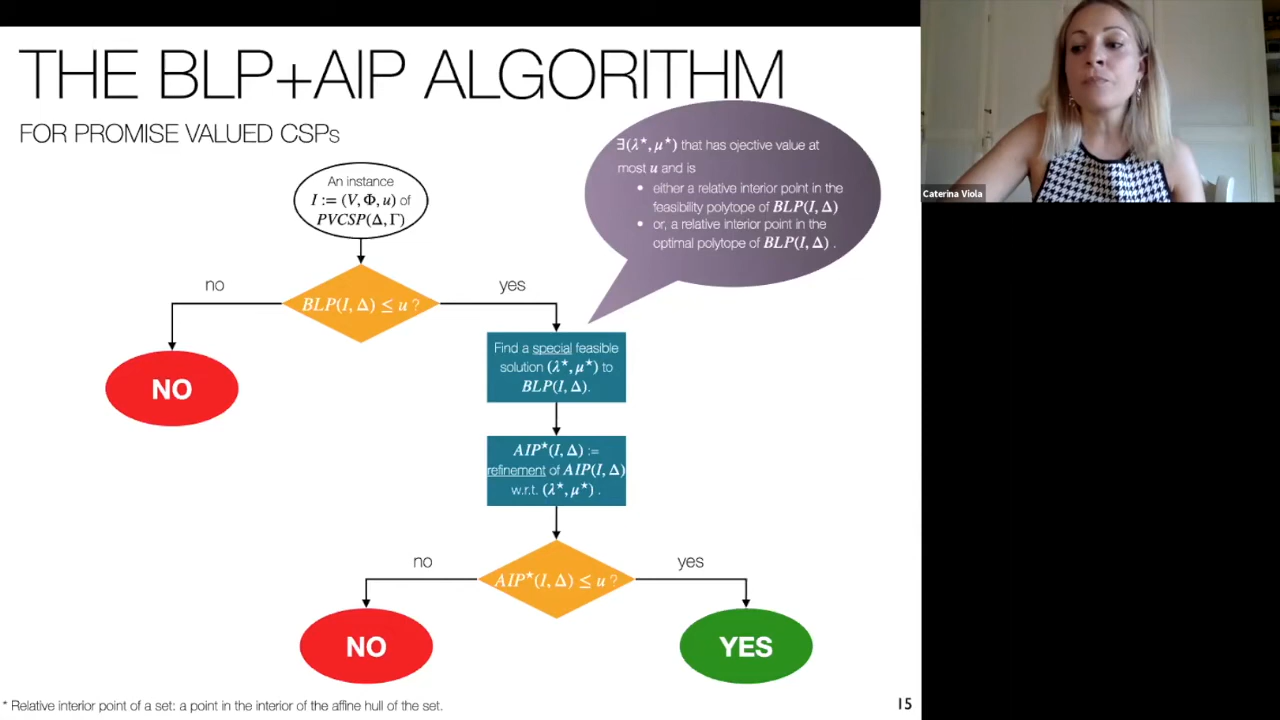 THE BLP+AIP ALGORITHM
FOR PROMISE VALUED CSPs
∃(λ*, μ*) that has ojective value at
most u and is
• either a relative interior point in the
feasibility polytope of BLP(I, Δ)
• or, a relative interior point in the
optimal polytope of BLP(I, Δ) .
An instance
I := (V, Φ, u) of
PVCSP(Δ, Γ)
no
BLP(I, Δ) ≤ u ?
yes
NO
Find a special feasible
solution (λ*, μ*) to
BLP(I, Δ).
AIP*(I, Δ) :=
refinement of AIP(I, Δ)
w.r.t. (λ*, μ*) .
no
AIP*(I, Δ) ≤ u ?
yes
NO
YES
* Relative interior point of a set: a point in the interior of the affine hull of the set.
15
Caterina Viola